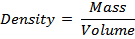 Density = Mass / Volume